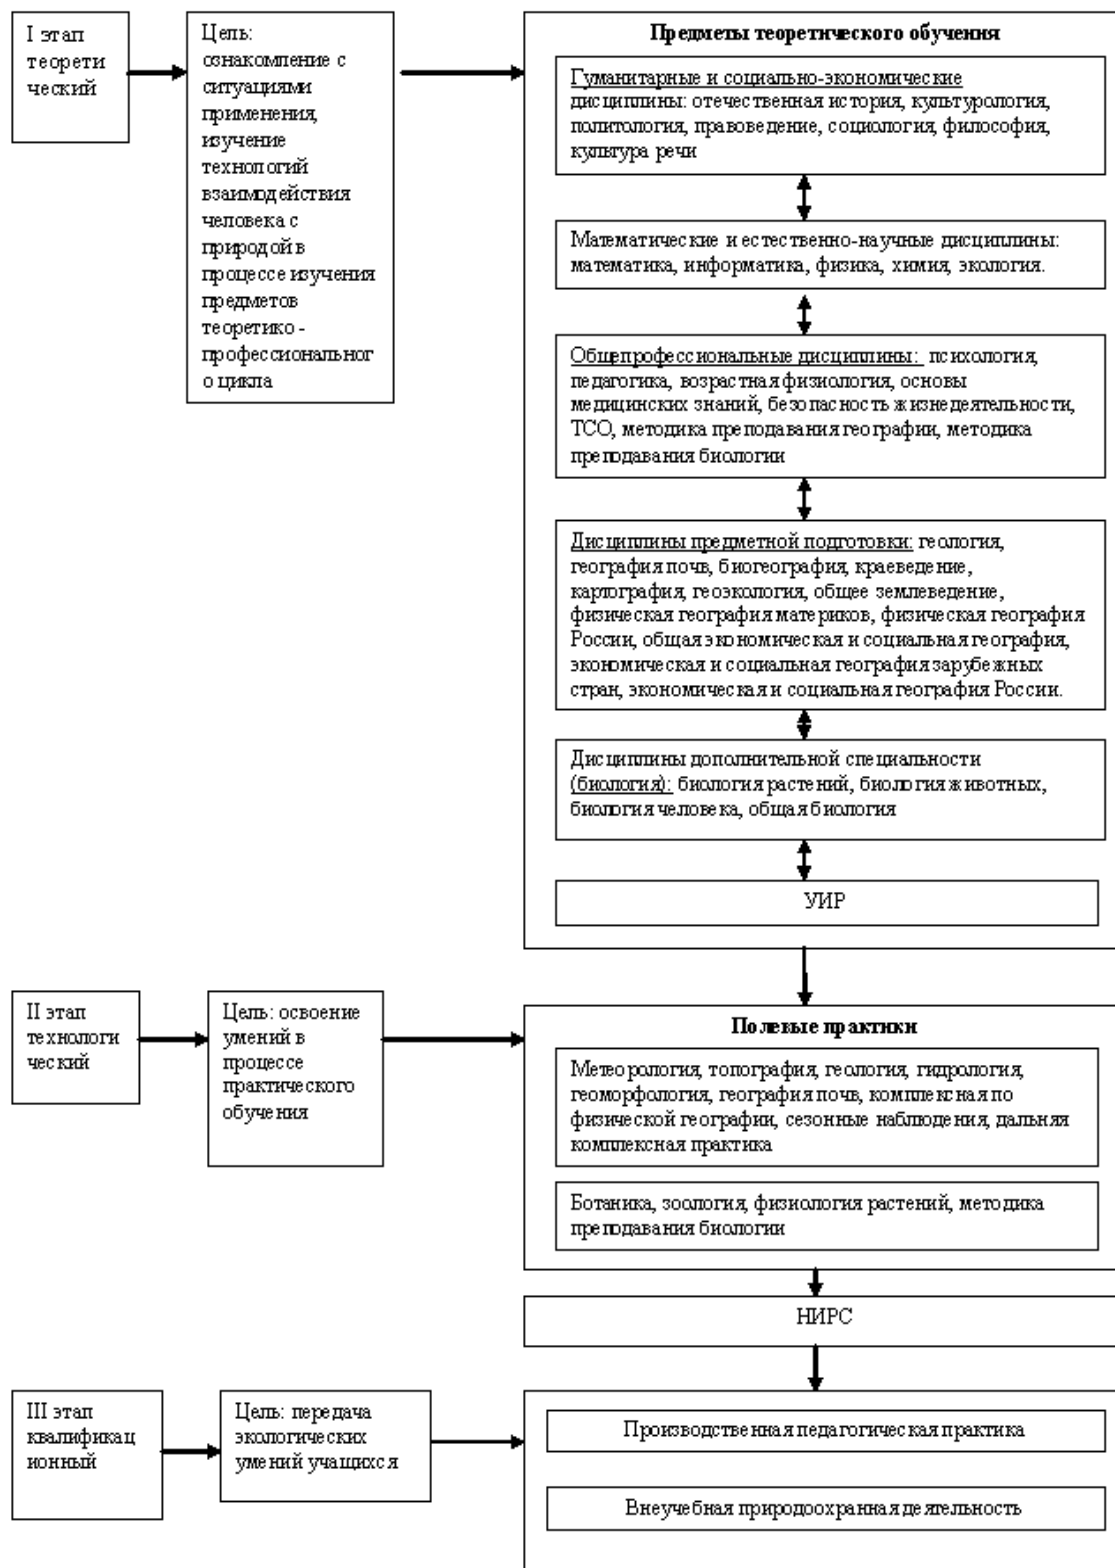 I этап
теорети
ческий
Цель:
ознакомление с
ситуациями
применения,
изучение
технологий
взаимодействия
человека с
природой в
процессе изучения
предметов
теоретико -
профессиональног
о цикла
Предметы теоретического обучения
Гуманитарные и социально-экономические
дисциплины: отечественная история, культурология,
политология, правоведение, социология, философия,
культура речи
Математические и естественно-научные дисциплины:
математика, информатика, физика, химия, экология.
Общепрофессиональные дисциплины: психология,
педагогика, возрастная физиология, основы
медицинских знаний, безопасность жизнедеятельности,
ТСО, методика преподавания географии, методика
преподавания биологии
Дисциплины предметной подготовки: геология,
география почв, биогеография, краеведение,
картография, геоэкология, общее землеведение,
физическая география материков, физическая география
России, общая экономическая и социальная география,
экономическая и социальная география зарубежных
стран, экономическая и социальная география России.
Дисциплины дополнительной специальности
(биология): биология растений, биология животных,
биология человека, общая биология
УИР
II этап
технологи
ческий
Цель: освоение
умений в
процессе
практического
обучения
Полевые практики
Метеорология, топография, геология, гидрология,
геоморфология, география почв, комплексная по
физической географии, сезонные наблюдения, дальняя
комплексная практика
Ботаника, зоология, физиология растений, методика
преподавания биологии
НИРС
III этап
квалификац
ионный
Цель: передача
экологических
умений учащихся
Производственная педагогическая практика
Внеучебная природоохранная деятельность